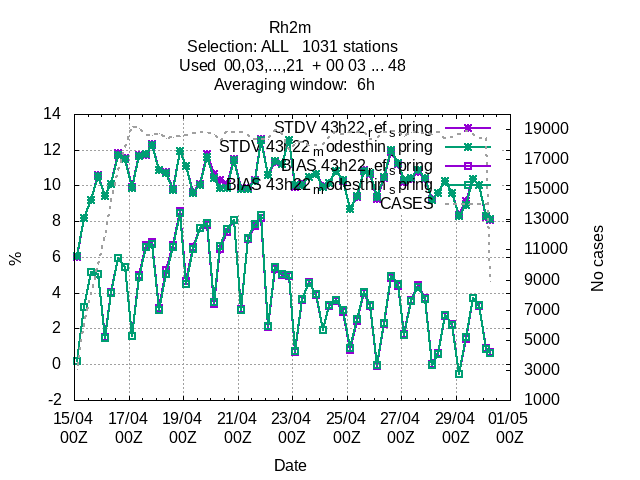 Rh2m
Selection: ALL   1031 stations
Used  00,03,...,21  + 00 03 ... 48
Averaging window:  6h
14
12
10
8
6
4
2
0
-2
%
STDV 43h22_ref_spring
STDV 43h22_modesthin_spring
BIAS 43h22_ref_spring
BIAS 43h22_modesthin_spring
CASES
19000
17000
15000
13000
11000
9000
7000
5000
3000
1000
No cases
15/04 17/04 19/04 21/04 23/04 25/04 27/04 29/04 01/05
00Z 00Z 00Z 00Z 00Z 00Z 00Z 00Z 00Z
Date